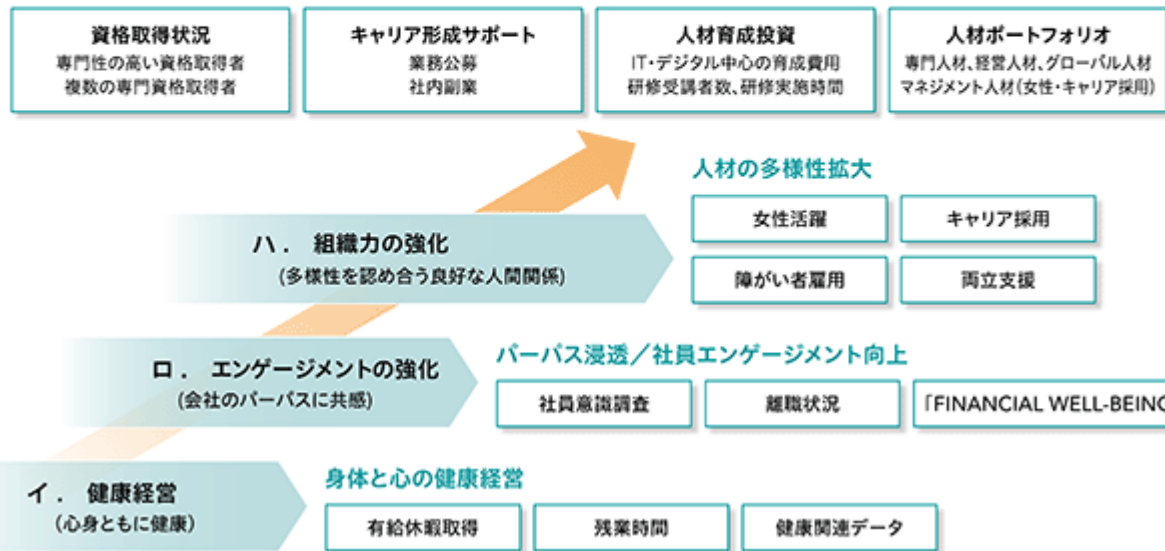 資格取得状況
専門性の高い資格取得者
複数の専門資格取得者
キャリア形成サポート
業務公募
社内副業
人材育成投資
IT・デジタル中心の育成費用
研修受講者数、研修実施時間
人材ポートフォリオ
専門人材、経営人材、グローバル人材
マネジメント人材(女性・キャリア採用)
人材の多様性拡大
女性活躍
キャリア採用
障がい者雇用
両立支援
ハ． 組織力の強化
(多様性を認め合う良好な人間関係)
パーパス浸透／社員エンゲージメント向上
社員意識調査
離職状況
「FINANCIAL WELL-BEING
ロ． エンゲージメントの強化
(会社のパーパスに共感)
身体と心の健康経営
有給休暇取得
残業時間
健康関連データ
イ． 健康経営
(心身ともに健康)